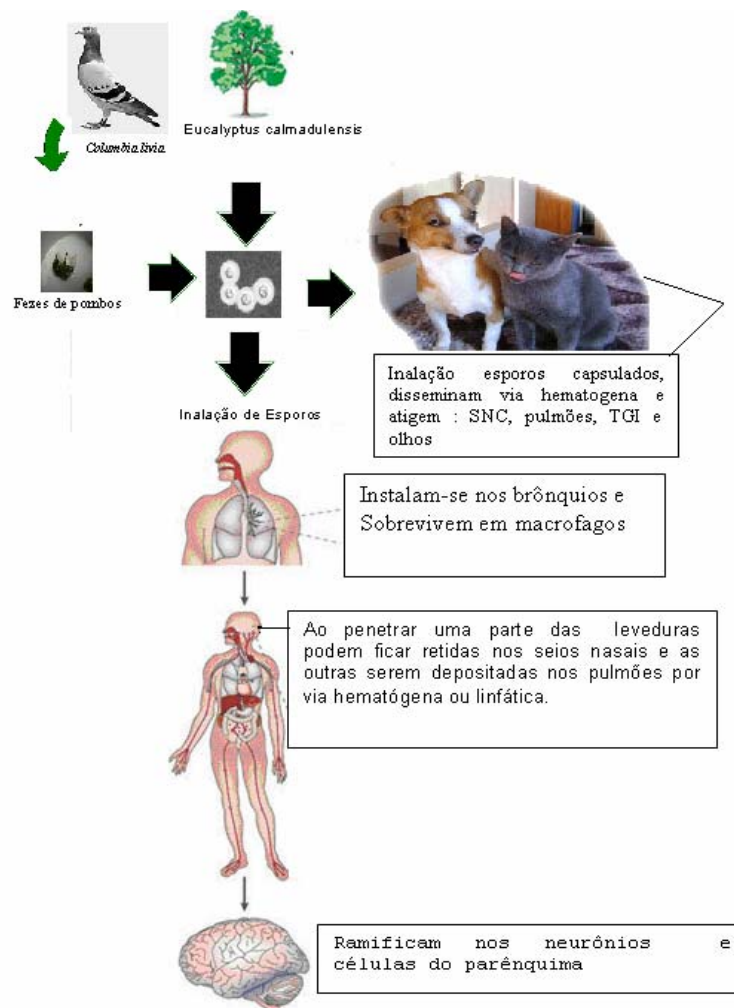 Eucalyptus calmadulensis
Columbia livia
Fezes de pombos
Inalação esporos capsulados,
disseminam via hematogena e
atigem : SNC, pulmões, TGI e
olhos
Inalação de Esporos
Instalam-se nos brônquios e
Sobrevivem em macrofagos
Ao penetrar uma parte das leveduras
podem ficar retidas nos seios nasais e as
outras serem depositadas nos pulmões por
via hematógena ou linfática.
Ramificam nos neurônios e
células do parênquima